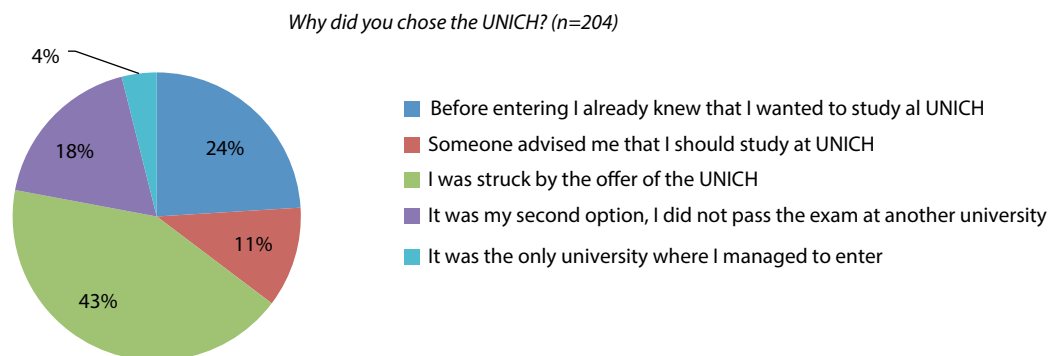 Why did you chose the UNICH? (n=204)
4%
24%
18%
11%
43%
Before entering I already knew that I wanted to study al UNICH
Someone advised me that I should study at UNICH
I was struck by the offer of the UNICH
It was my second option, I did not pass the exam at another university
It was the only university where I managed to enter